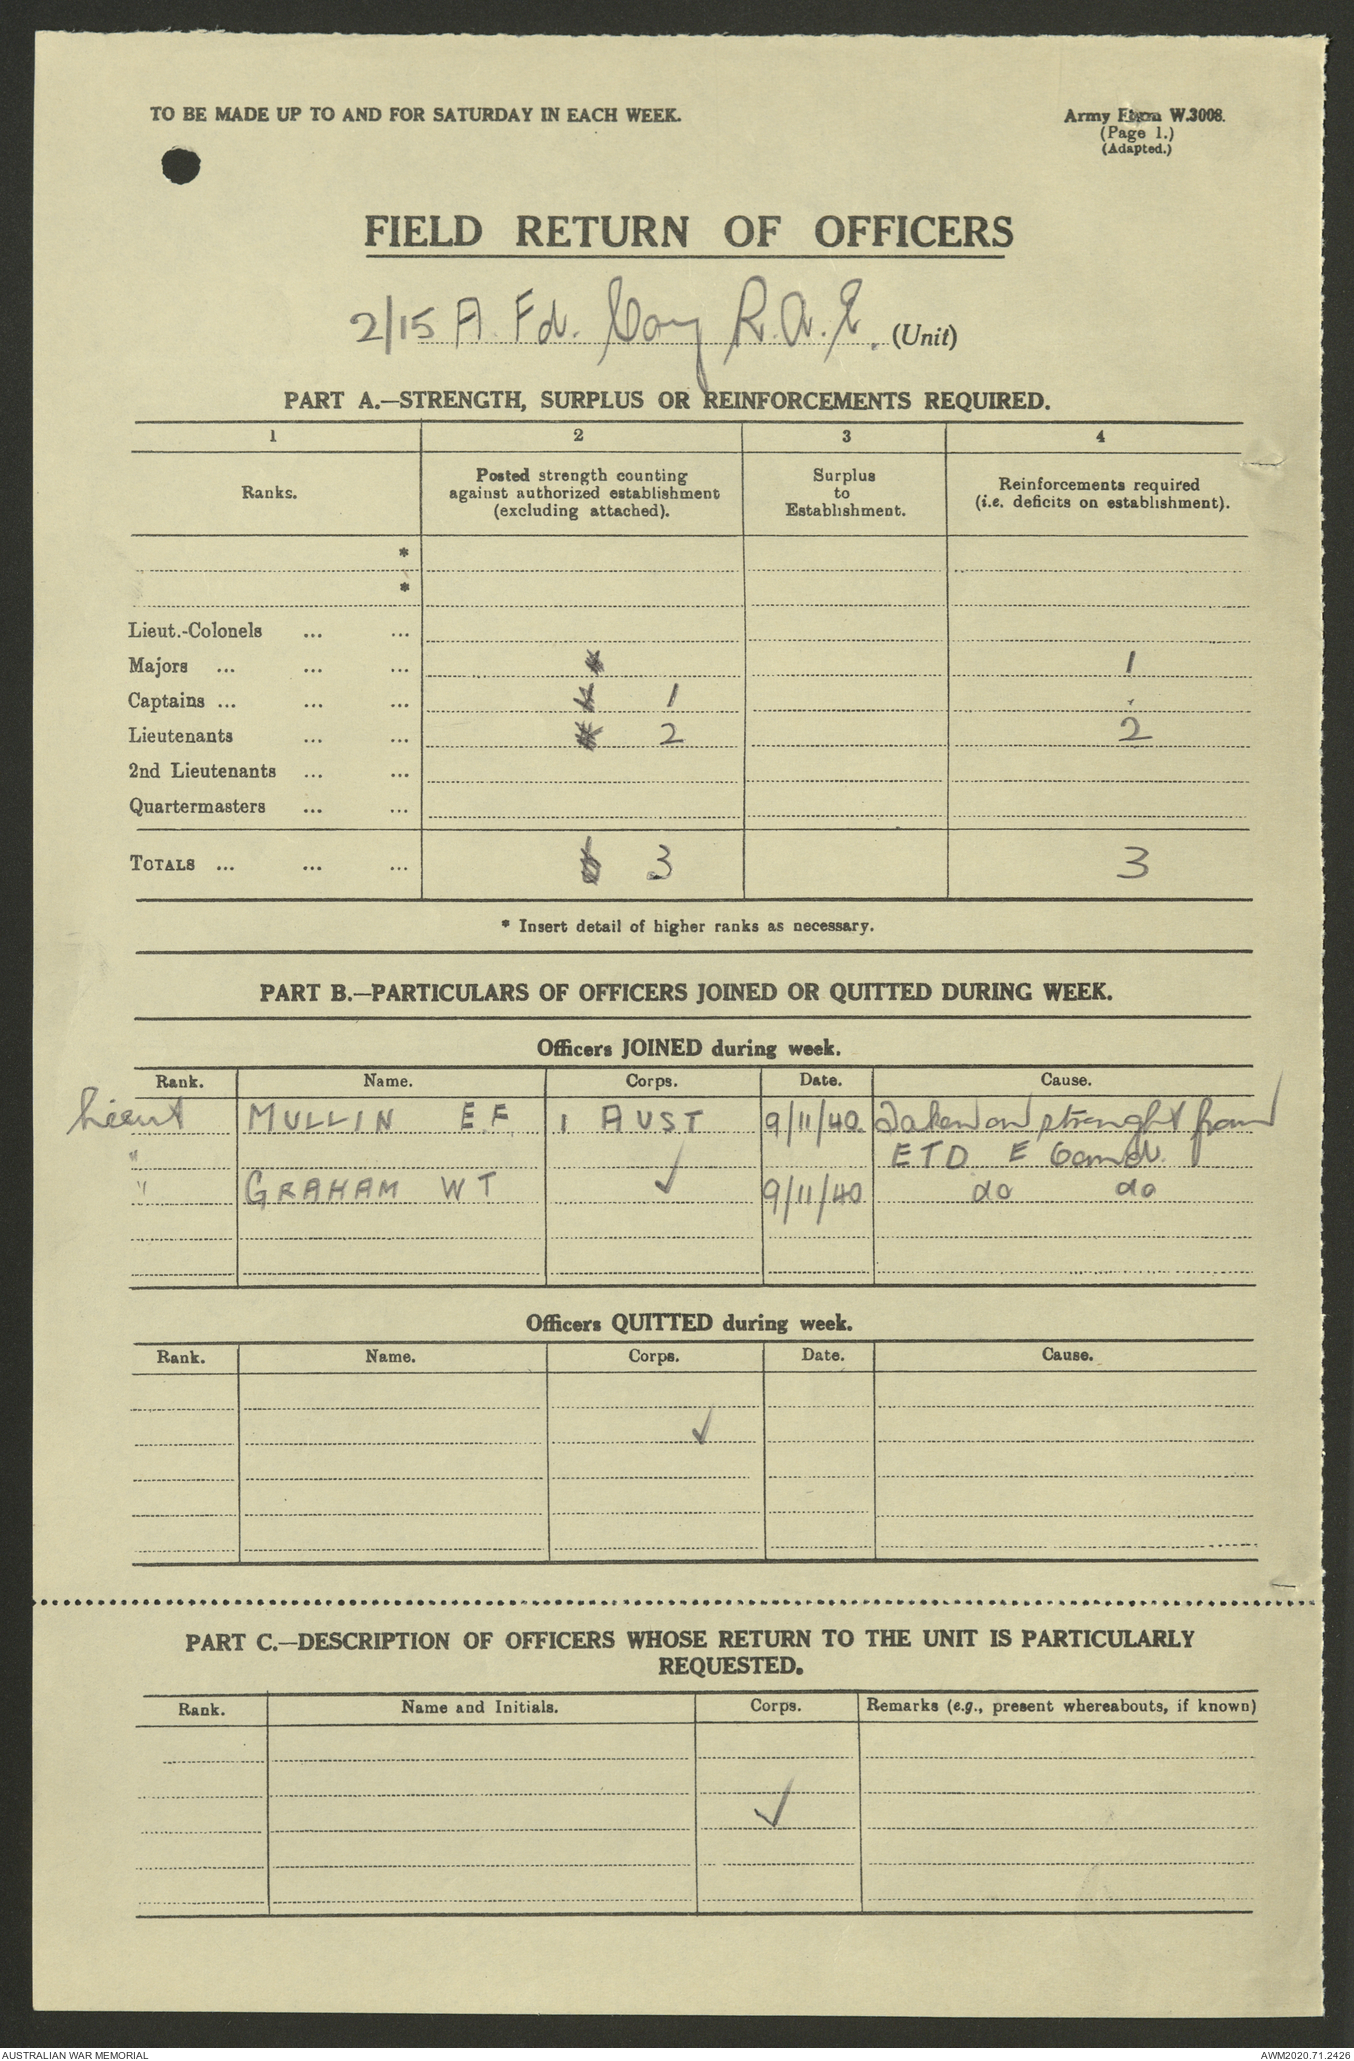 TO BE MADE UP TO AND FOR SATURDAY IN EACH WEEK.
Army Form W.3008.
(Page 1.)
(Adapted.)
FIELD RETURN OF OFFICERS
2/15 A. Fd. Coy R.A.E. (Unit)
PART A.—STRENGTH, SURPLUS OR REINFORCEMENTS REQUIRED.
1 2 3 4
Ranks. Posted strength counting against authorized establishment (excluding attached). Surplus to Establishment. Reinforcements required (i.e. deficits on establishment).
*
*
Lieut.-Colonels ... ...
Majors ... ... ... 1
Captains ... ... ... 1
Lieutenants ... ... 2 2
2nd Lieutenants ... ...
Quartermasters ... ...
TOTALS ... ... ... 3 3
* Insert detail of higher ranks as necessary.
PART B.—PARTICULARS OF OFFICERS JOINED OR QUITTED DURING WEEK.
Officers JOINED during week.
Rank. Name. Corps. Date. Cause.
Lieut MULLIN E F 1 AUST 9/11/40 Taken on strenght from
" ETD E Comd.
" GRAHAM W T ✓ 9/11/40 do do
Officers QUITTED during week.
Rank. Name. Corps. Date. Cause.
✓
PART C.—DESCRIPTION OF OFFICERS WHOSE RETURN TO THE UNIT IS PARTICULARLY
REQUESTED.
Rank. Name and Initials. Corps. Remarks (e.g., present whereabouts, if known)
✓
AUSTRALIAN WAR MEMORIAL
AWM2020.71.2426